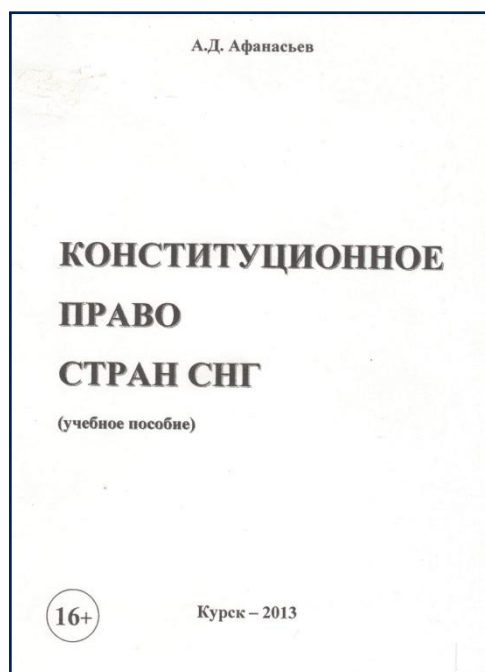 А.Д. Афанасьев
КОНСТИТУЦИОННОЕ
ПРАВО
СТРАН СНГ
(учебное пособие)
16+
Курск – 2013